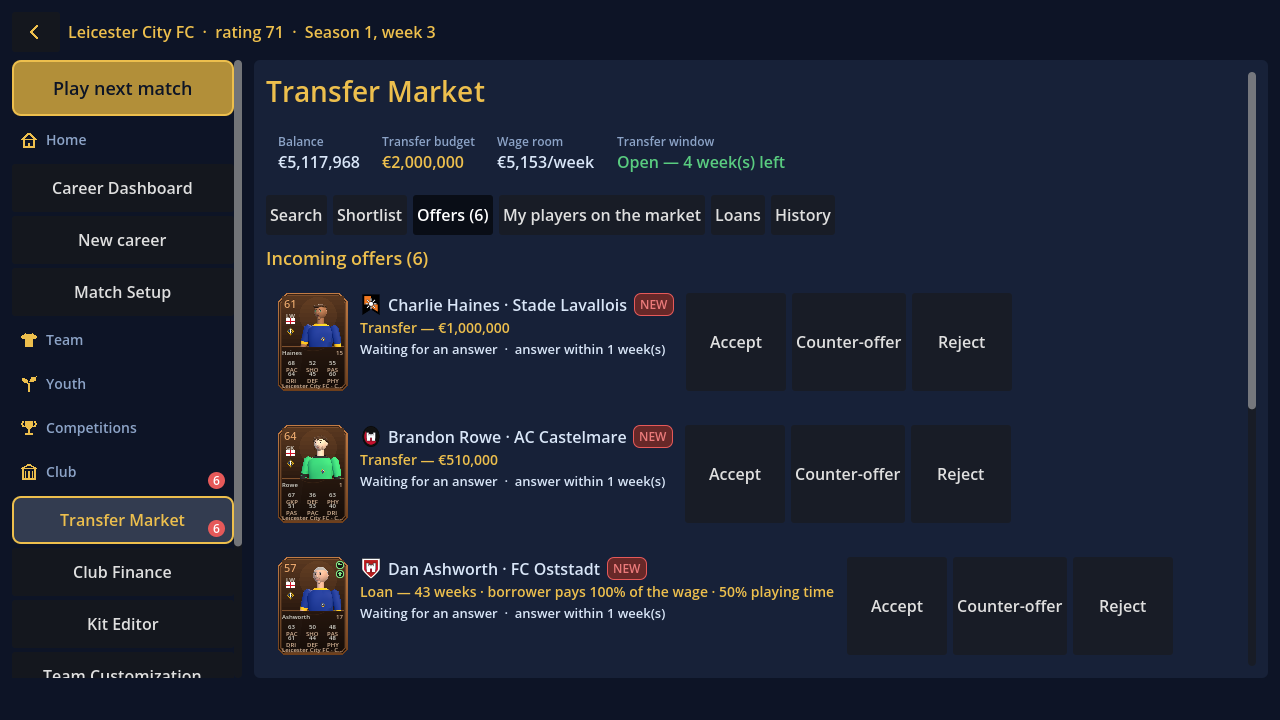 Leicester City FC · rating 71 · Season 1, week 3
Play next match
Home
Career Dashboard
New career
Match Setup
Team
Youth
Competitions
Club
6
Transfer Market
6
Club Finance
Kit Editor
Team Customization
Transfer Market
Balance
€5,117,968
Transfer budget
€2,000,000
Wage room
€5,153/week
Transfer window
Open — 4 week(s) left
Search
Shortlist
Offers (6)
My players on the market
Loans
History
Incoming offers (6)
61
Haines 15
68 52 55
PAC SHO PAS
64 45 60
DRI DEF PHY
Leicester City FC
Charlie Haines · Stade Lavallois
NEW
Transfer — €1,000,000
Waiting for an answer · answer within 1 week(s)
Accept
Counter-offer
Reject
64
GK
Rowe 1
67 36 63
GKP DEF PHY
51 53 40
PAS PAC DRI
Leicester City FC
Brandon Rowe · AC Castelmare
NEW
Transfer — €510,000
Waiting for an answer · answer within 1 week(s)
Accept
Counter-offer
Reject
57
Ashworth 17
63 50 48
PAC SHO PAS
61 44 48
DRI DEF PHY
Leicester City FC
Dan Ashworth · FC Oststadt
NEW
Loan — 43 weeks · borrower pays 100% of the wage · 50% playing time
Waiting for an answer · answer within 1 week(s)
Accept
Counter-offer
Reject